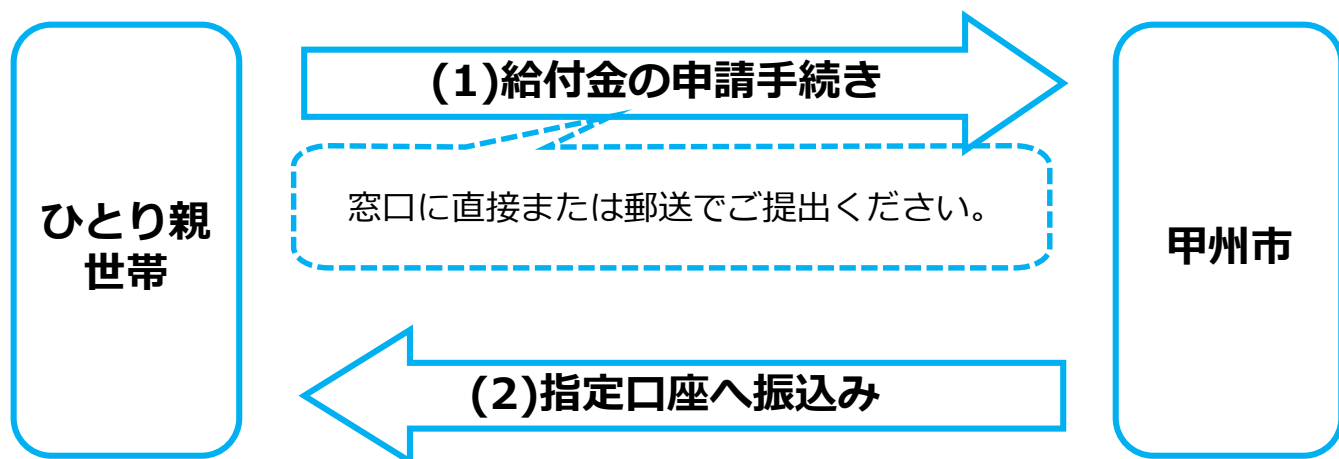 (1)給付金の申請手続き
窓口に直接または郵送でご提出ください。
ひとり親
世帯
甲州市
(2)指定口座へ振込み